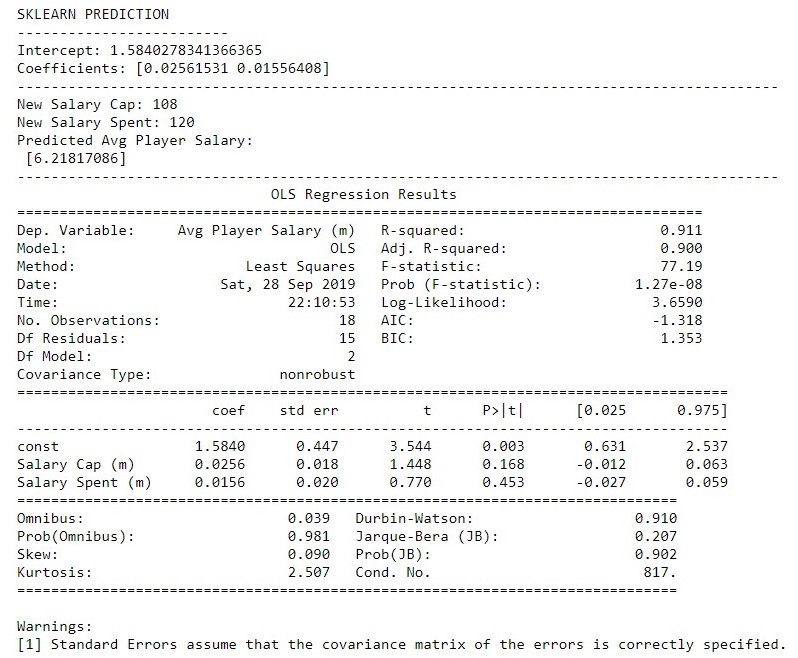 SKLEARN PREDICTION
-------------------------
Intercept: 1.5840278341366365
Coefficients: [0.02561531 0.01556408]
------------------------------------------------------------------------------------------
New Salary Cap: 108
New Salary Spent: 120
Predicted Avg Player Salary:
 [6.21817086]
------------------------------------------------------------------------------------------
                              OLS Regression Results
=================================================================================
Dep. Variable:     Avg Player Salary (m)   R-squared:                       0.911
Model:                               OLS   Adj. R-squared:                  0.900
Method:                    Least Squares   F-statistic:                     77.19
Date:                   Sat, 28 Sep 2019   Prob (F-statistic):           1.27e-08
Time:                           22:10:53   Log-Likelihood:                 3.6590
No. Observations:                     18   AIC:                            -1.318
Df Residuals:                         15   BIC:                             1.353
Df Model:                              2
Covariance Type:               nonrobust
====================================================================================
                       coef    std err          t      P>|t|      [0.025      0.975]
------------------------------------------------------------------------------------
const                1.5840      0.447      3.544      0.003       0.631       2.537
Salary Cap (m)       0.0256      0.018      1.448      0.168      -0.012       0.063
Salary Spent (m)     0.0156      0.020      0.770      0.453      -0.027       0.059
==============================================================================
Omnibus:                        0.039   Durbin-Watson:                   0.910
Prob(Omnibus):                  0.981   Jarque-Bera (JB):                0.207
Skew:                           0.090   Prob(JB):                        0.902
Kurtosis:                       2.507   Cond. No.                         817.
==============================================================================
Warnings:
[1] Standard Errors assume that the covariance matrix of the errors is correctly specified.